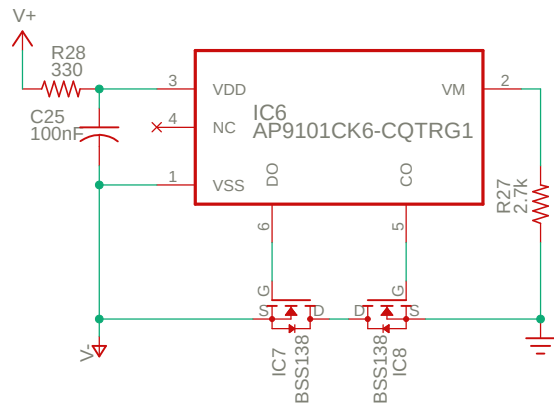 V+
R28
330
C25
100nF
3
VDD
4
NC
1
VSS
IC6
AP9101CK6-CQTRG1
VM
2
DO
CO
6
5
R27
2.7k
G
S
D
G
D
S
IC7
BSS138
BSS138
IC8
V-